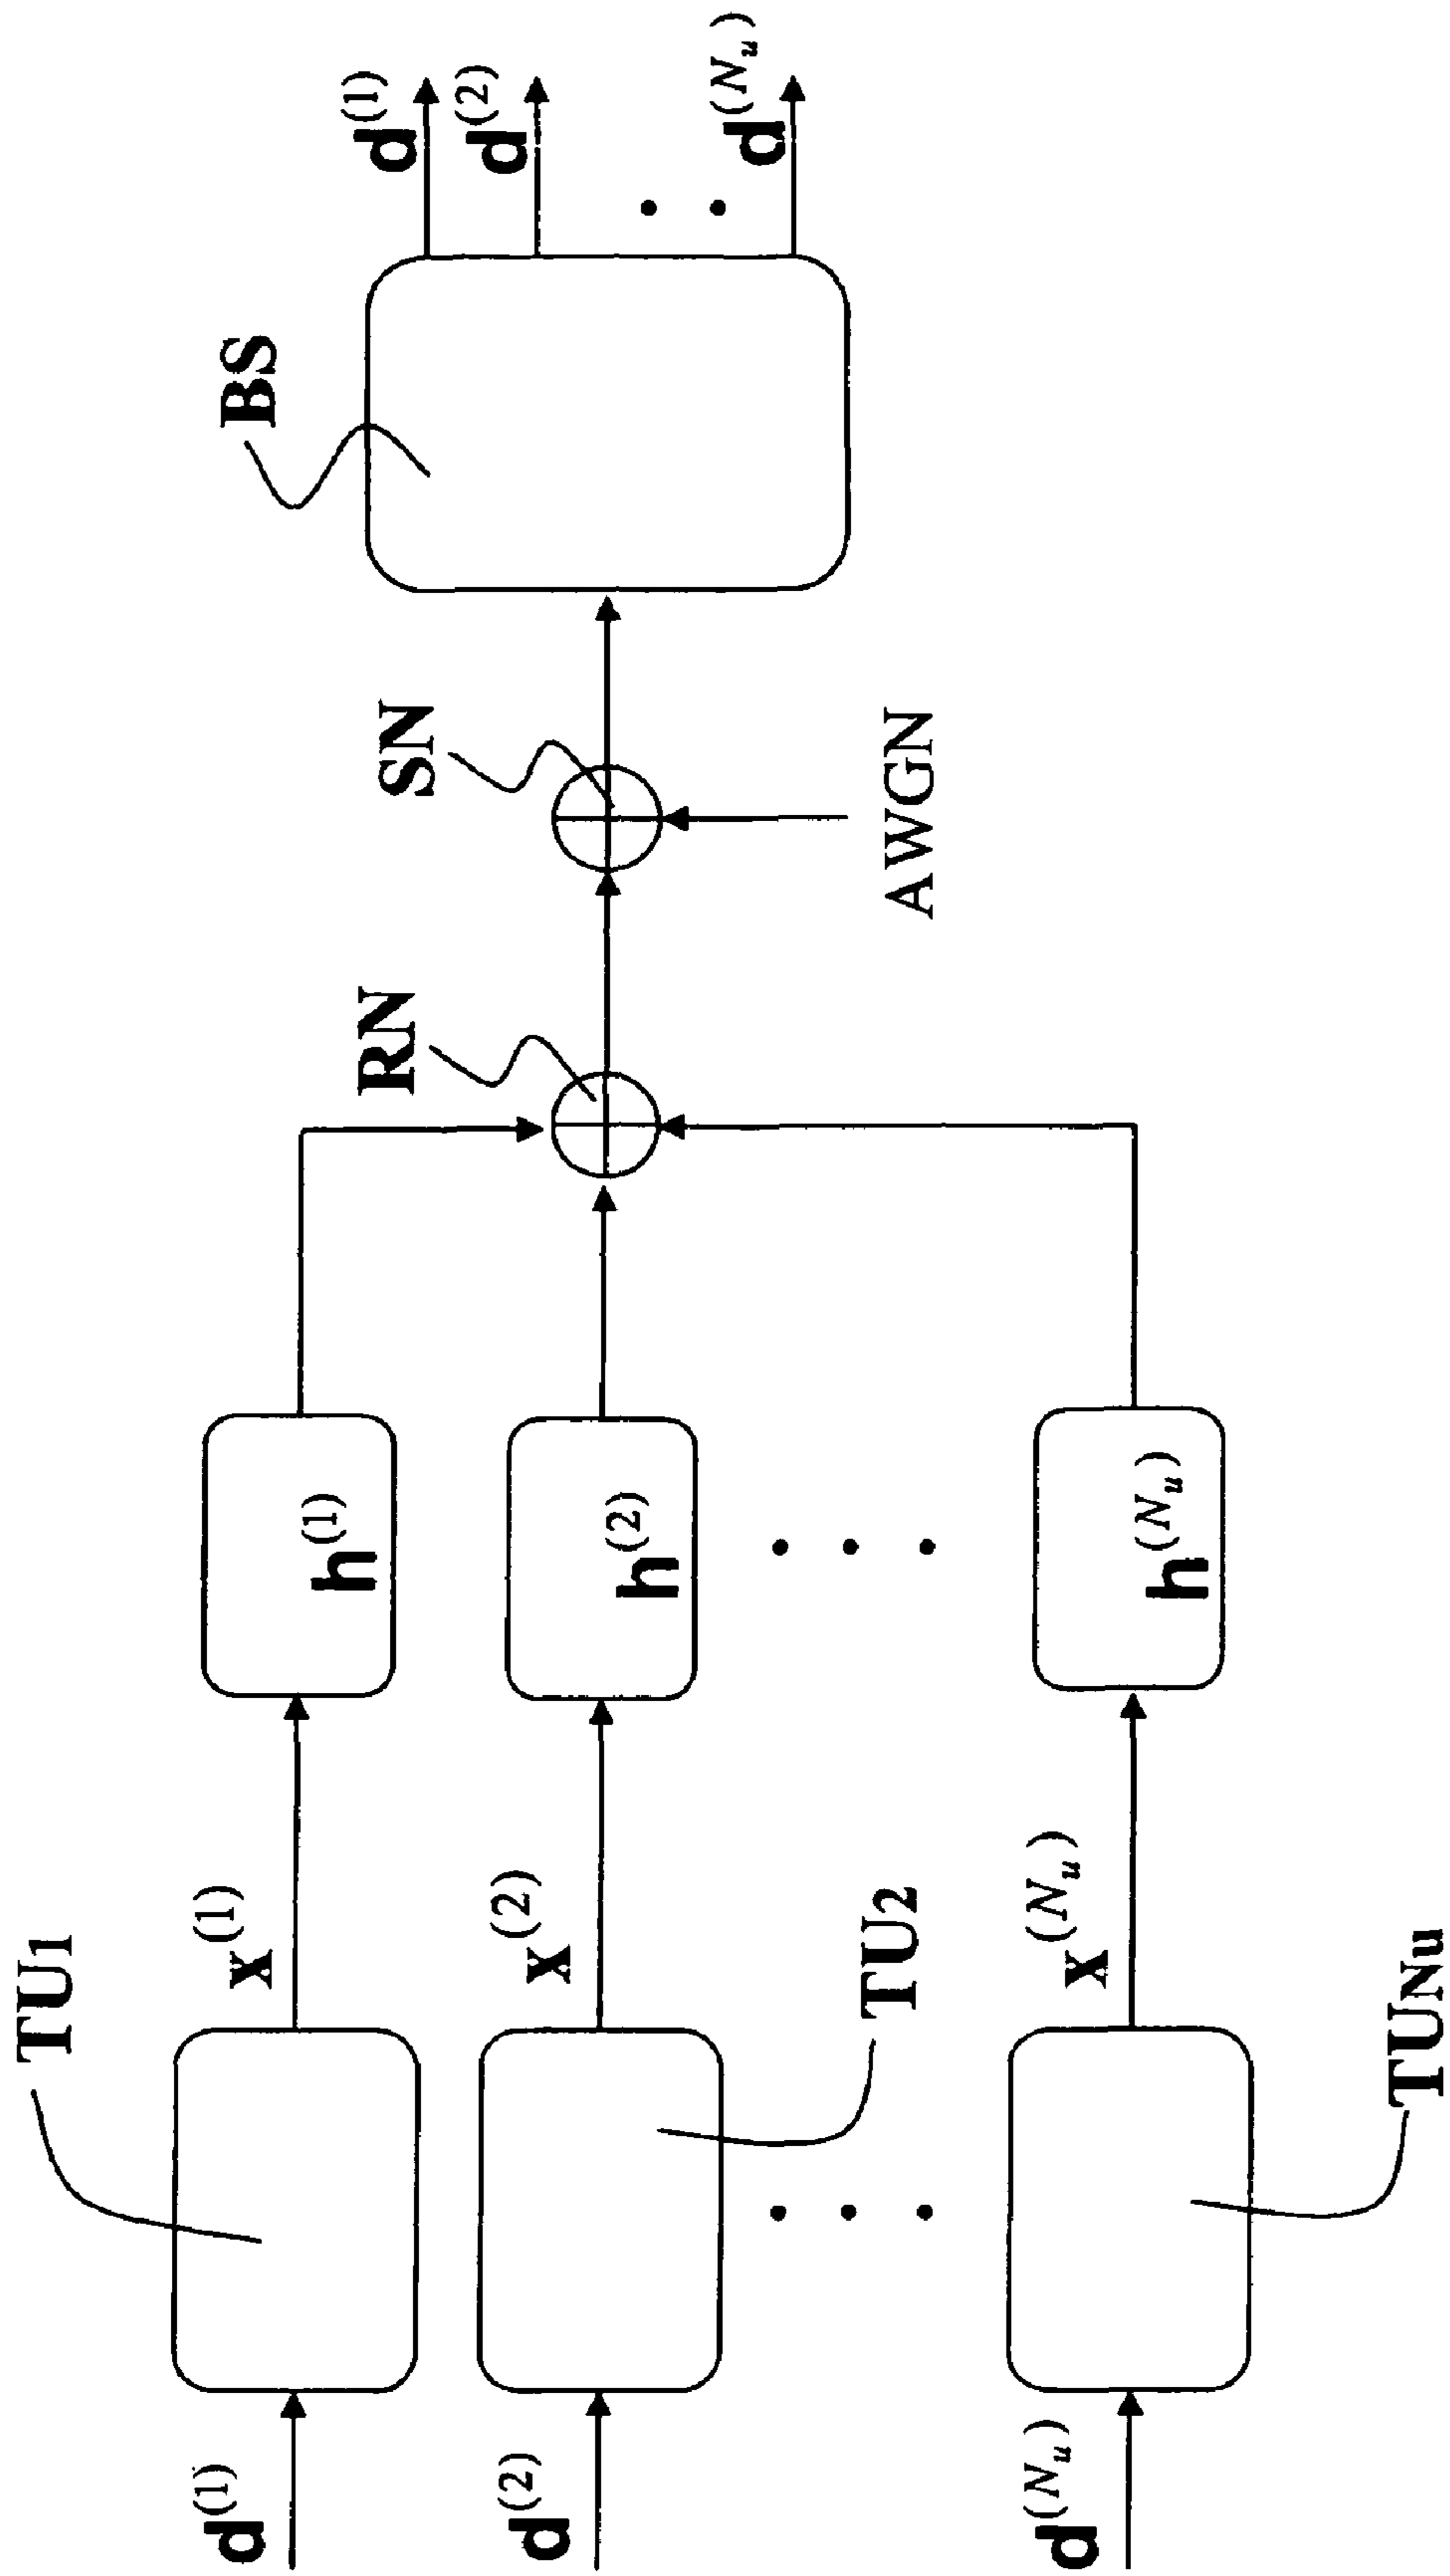 TU1
d⁽¹⁾
x⁽¹⁾
h⁽¹⁾
RN
SN
BS
d⁽¹⁾
d⁽²⁾
d⁽ᴺᵘ⁾
d⁽²⁾
x⁽²⁾
h⁽²⁾
TU2
AWGN
d⁽ᴺᵘ⁾
x⁽ᴺᵘ⁾
h⁽ᴺᵘ⁾
TUNu